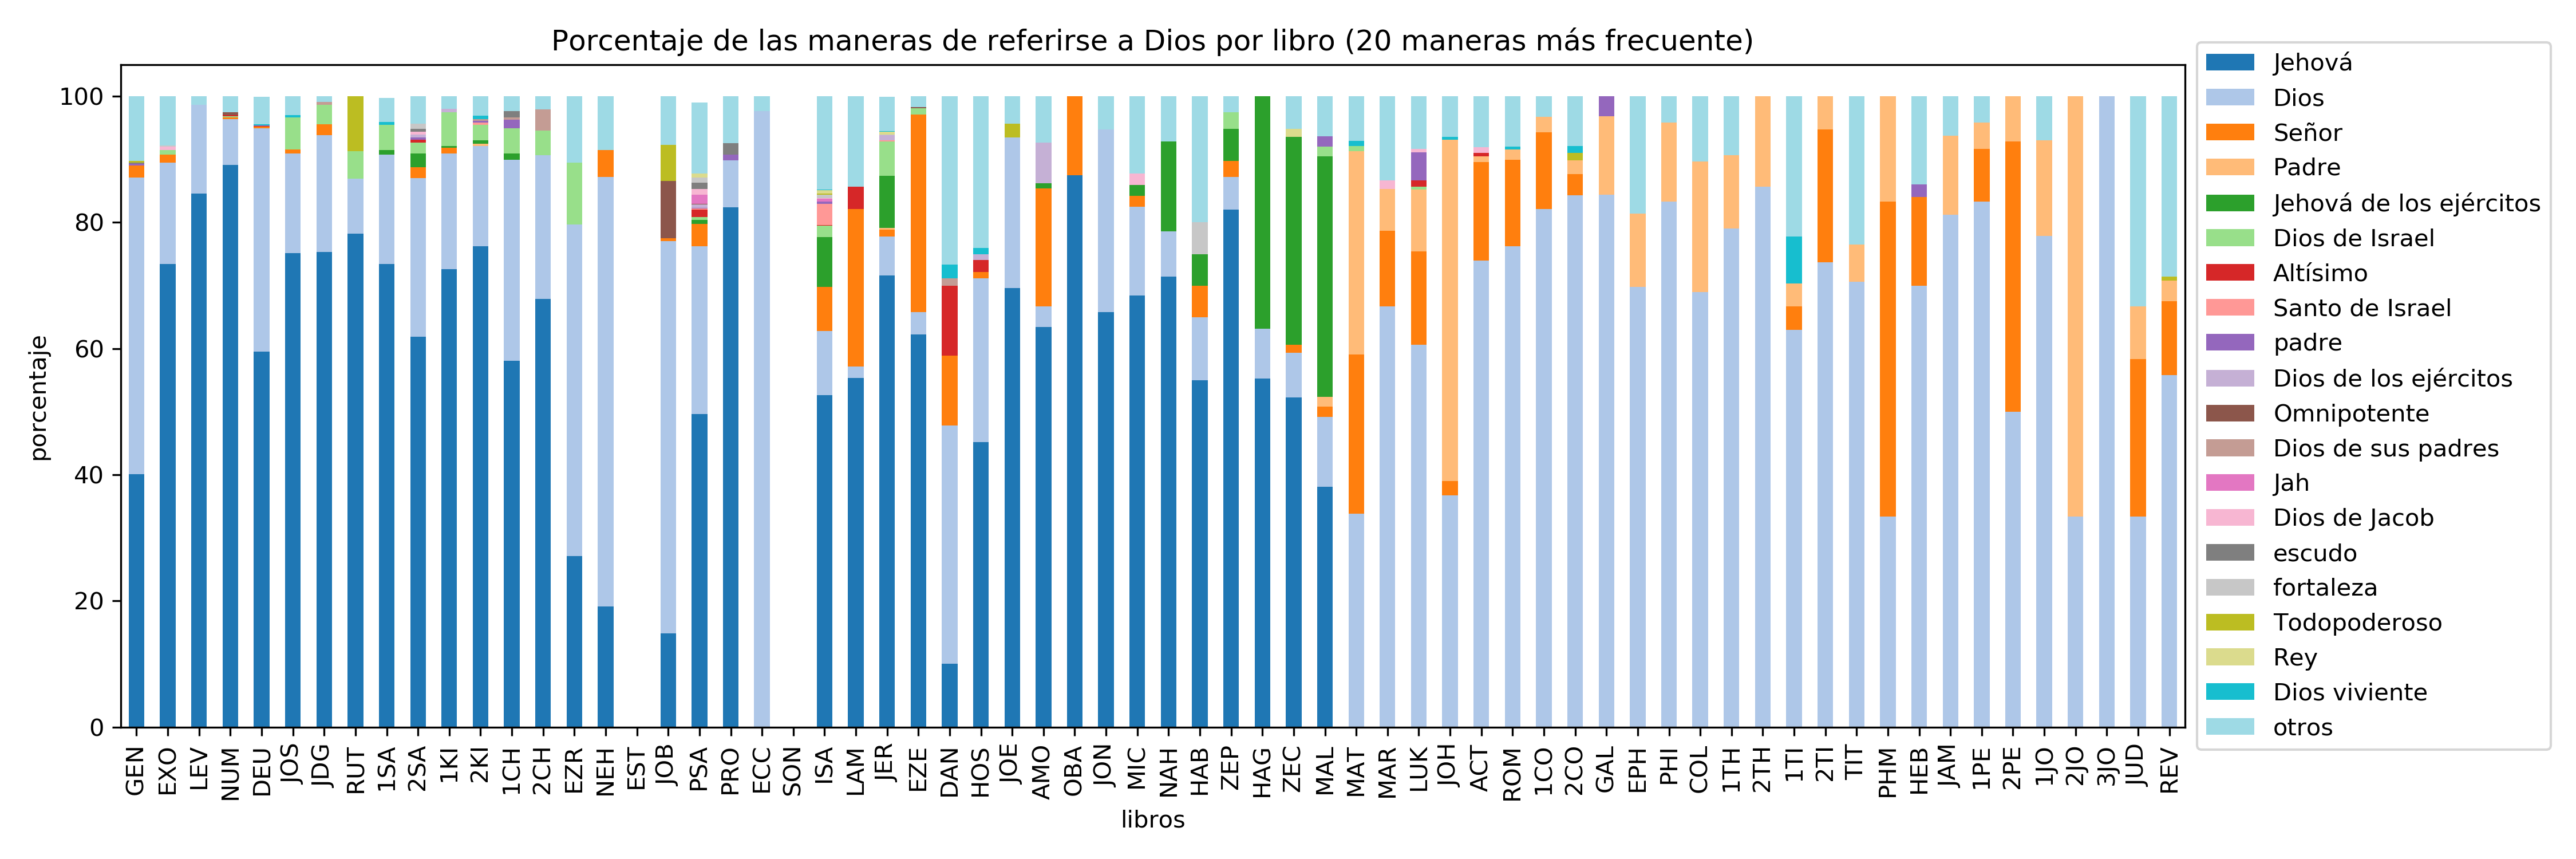 Porcentaje de las maneras de referirse a Dios por libro (20 maneras más frecuente)
porcentaje
100
80
60
40
20
0
GEN EXO LEV NUM DEU JOS JDG RUT 1SA 2SA 1KI 2KI 1CH 2CH EZR NEH EST JOB PSA PRO ECC SON ISA LAM JER EZE DAN HOS JOE AMO OBA JON MIC NAH HAB ZEP HAG ZEC MAL MAT MAR LUK JOH ACT ROM 1CO 2CO GAL EPH PHI COL 1TH 2TH 1TI 2TI TIT PHM HEB JAM 1PE 2PE 1JO 2JO 3JO JUD REV
libros
Jehová
Dios
Señor
Padre
Jehová de los ejércitos
Dios de Israel
Altísimo
Santo de Israel
padre
Dios de los ejércitos
Omnipotente
Dios de sus padres
Jah
Dios de Jacob
escudo
fortaleza
Todopoderoso
Rey
Dios viviente
otros